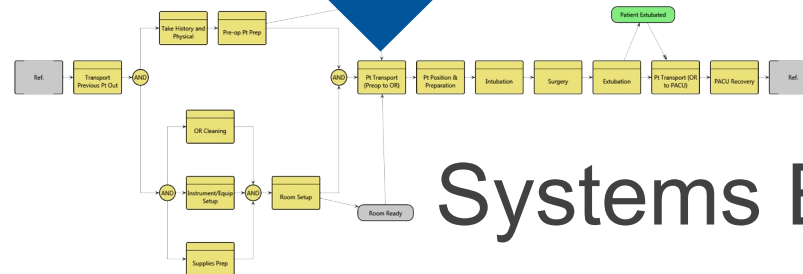 Patient Extubated
Take History and
Physical
Pre-op Pt Prep
Ref.
Transport
Previous Pt Out
AND
AND
Pt Transport
(Preop to OR)
Pt Position &
Preparation
Intubation
Surgery
Extubation
Pt Transport (OR
to PACU)
PACU Recovery
Ref.
OR Cleaning
AND
Instrument/Equip
Setup
AND
Room Setup
Room Ready
Supplies Prep
Systems